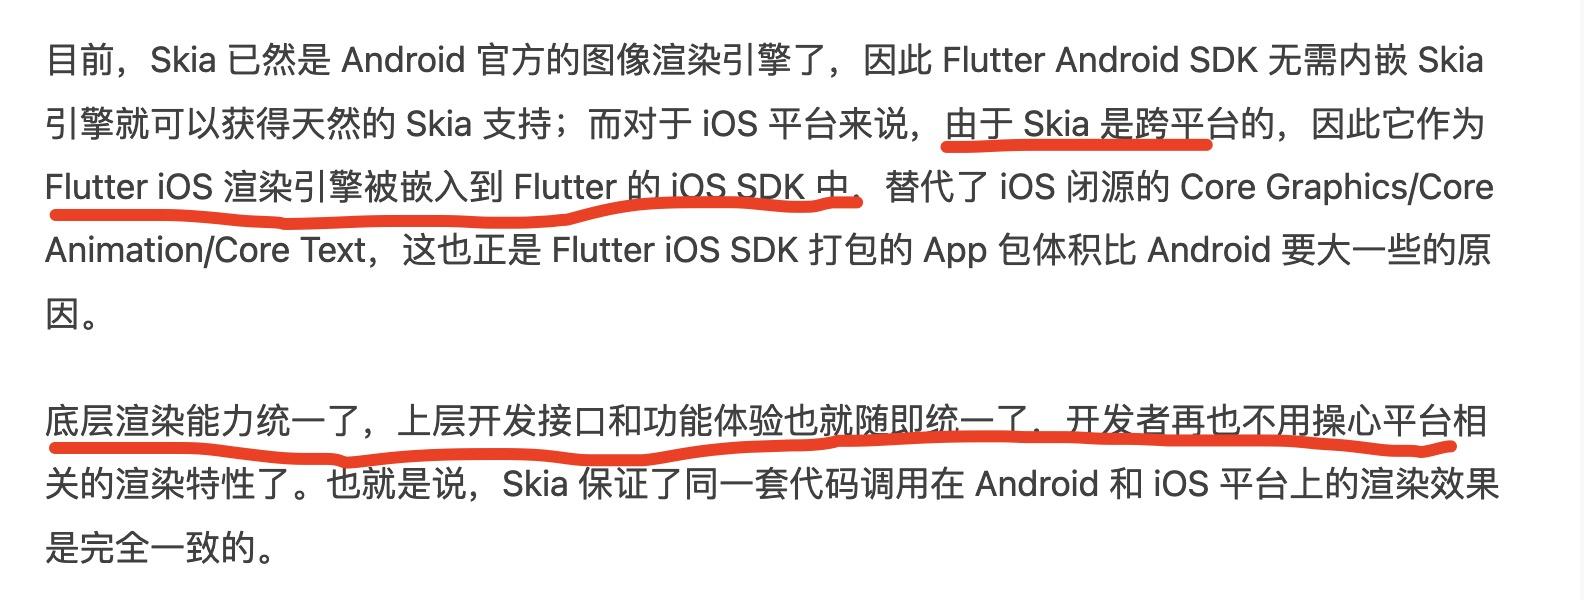 目前，Skia 已然是 Android 官方的图像渲染引擎了，因此 Flutter Android SDK 无需内嵌 Skia
引擎就可以获得天然的 Skia 支持；而对于 iOS 平台来说，由于 Skia 是跨平台的，因此它作为
Flutter iOS 渲染引擎被嵌入到 Flutter 的 iOS SDK 中，替代了 iOS 闭源的 Core Graphics/Core
Animation/Core Text，这也正是 Flutter iOS SDK 打包的 App 包体积比 Android 要大一些的原
因。
底层渲染能力统一了，上层开发接口和功能体验也就随即统一了，开发者再也不用操心平台相
关的渲染特性了。也就是说，Skia 保证了同一套代码调用在 Android 和 iOS 平台上的渲染效果
是完全一致的。